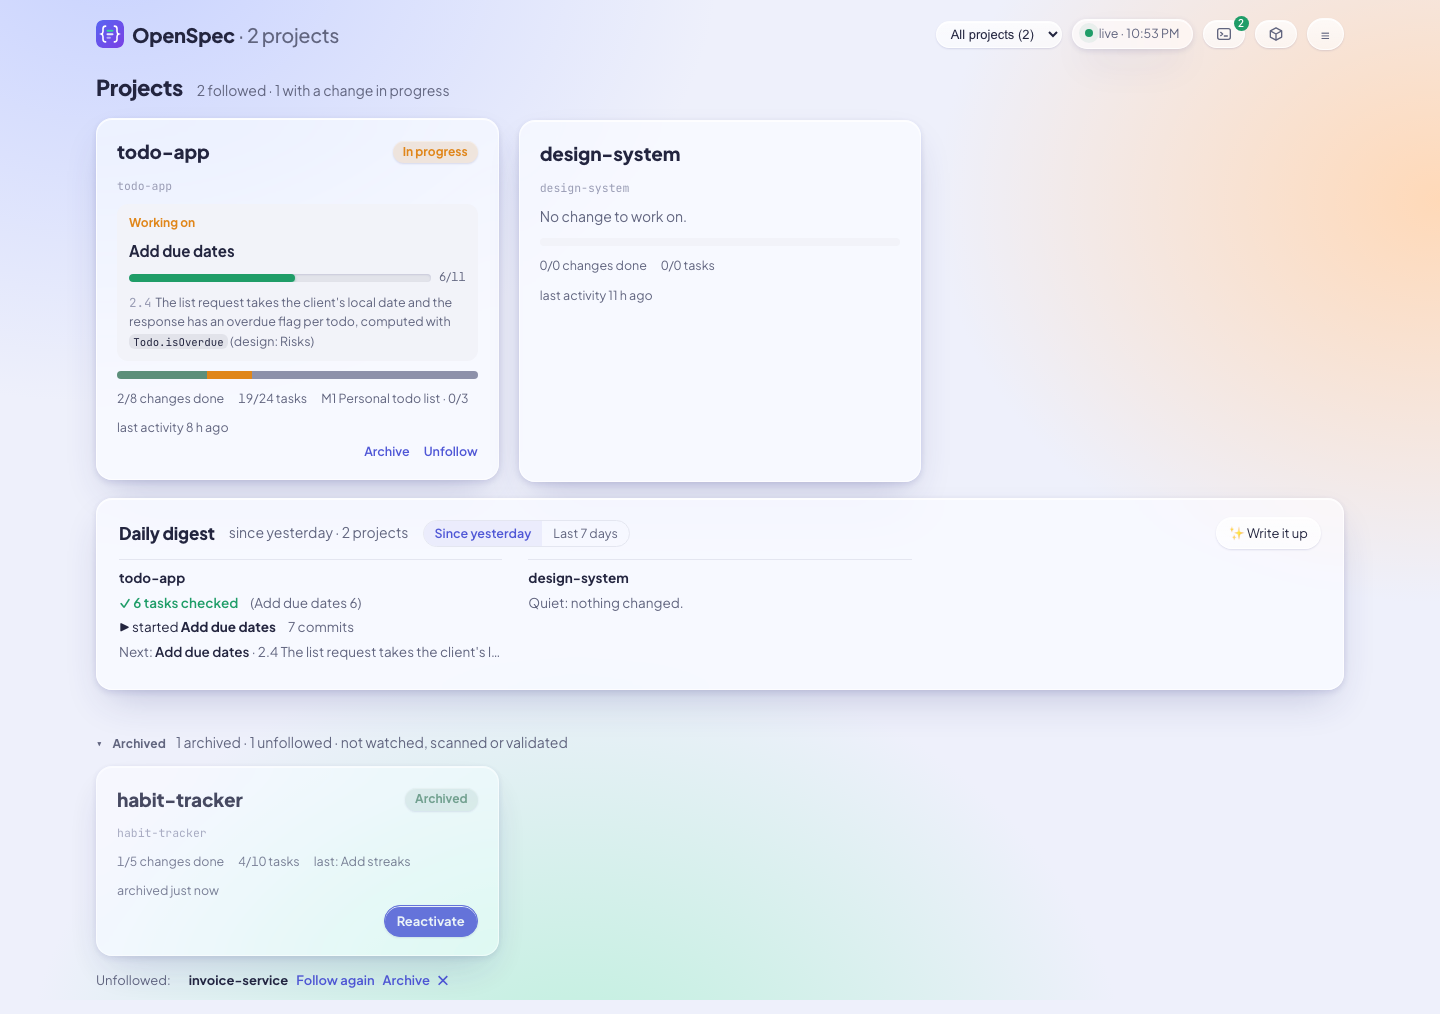 OpenSpec · 2 projects
All projects (2)
live · 10:53 PM
2
Projects 2 followed · 1 with a change in progress
todo-app
In progress
todo-app
Working on
Add due dates
6/11
2.4 The list request takes the client's local date and the
response has an overdue flag per todo, computed with
Todo.isOverdue (design: Risks)
2/8 changes done 19/24 tasks M1 Personal todo list · 0/3
last activity 8 h ago
Archive Unfollow
design-system
design-system
No change to work on.
0/0 changes done 0/0 tasks
last activity 11 h ago
Daily digest since yesterday · 2 projects Since yesterday Last 7 days
✨ Write it up
todo-app
✓ 6 tasks checked (Add due dates 6)
▶ started Add due dates 7 commits
Next: Add due dates · 2.4 The list request takes the client's l…
design-system
Quiet: nothing changed.
▾ Archived 1 archived · 1 unfollowed · not watched, scanned or validated
habit-tracker
Archived
habit-tracker
1/5 changes done 4/10 tasks last: Add streaks
archived just now
Reactivate
Unfollowed: invoice-service Follow again Archive ✕